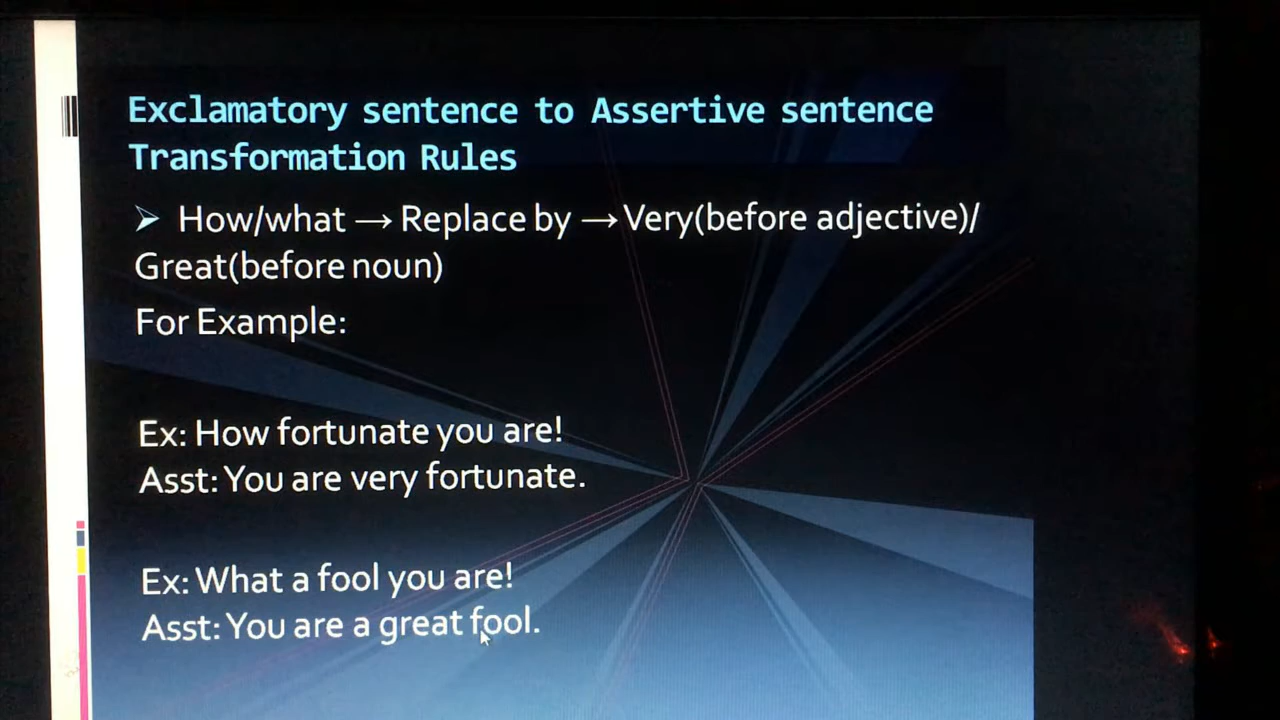 Exclamatory sentence to Assertive sentence
Transformation Rules
➢ How/what → Replace by → Very(before adjective)/
Great(before noun)
For Example:
Ex: How fortunate you are!
Asst: You are very fortunate.
Ex: What a fool you are!
Asst: You are a great fool.